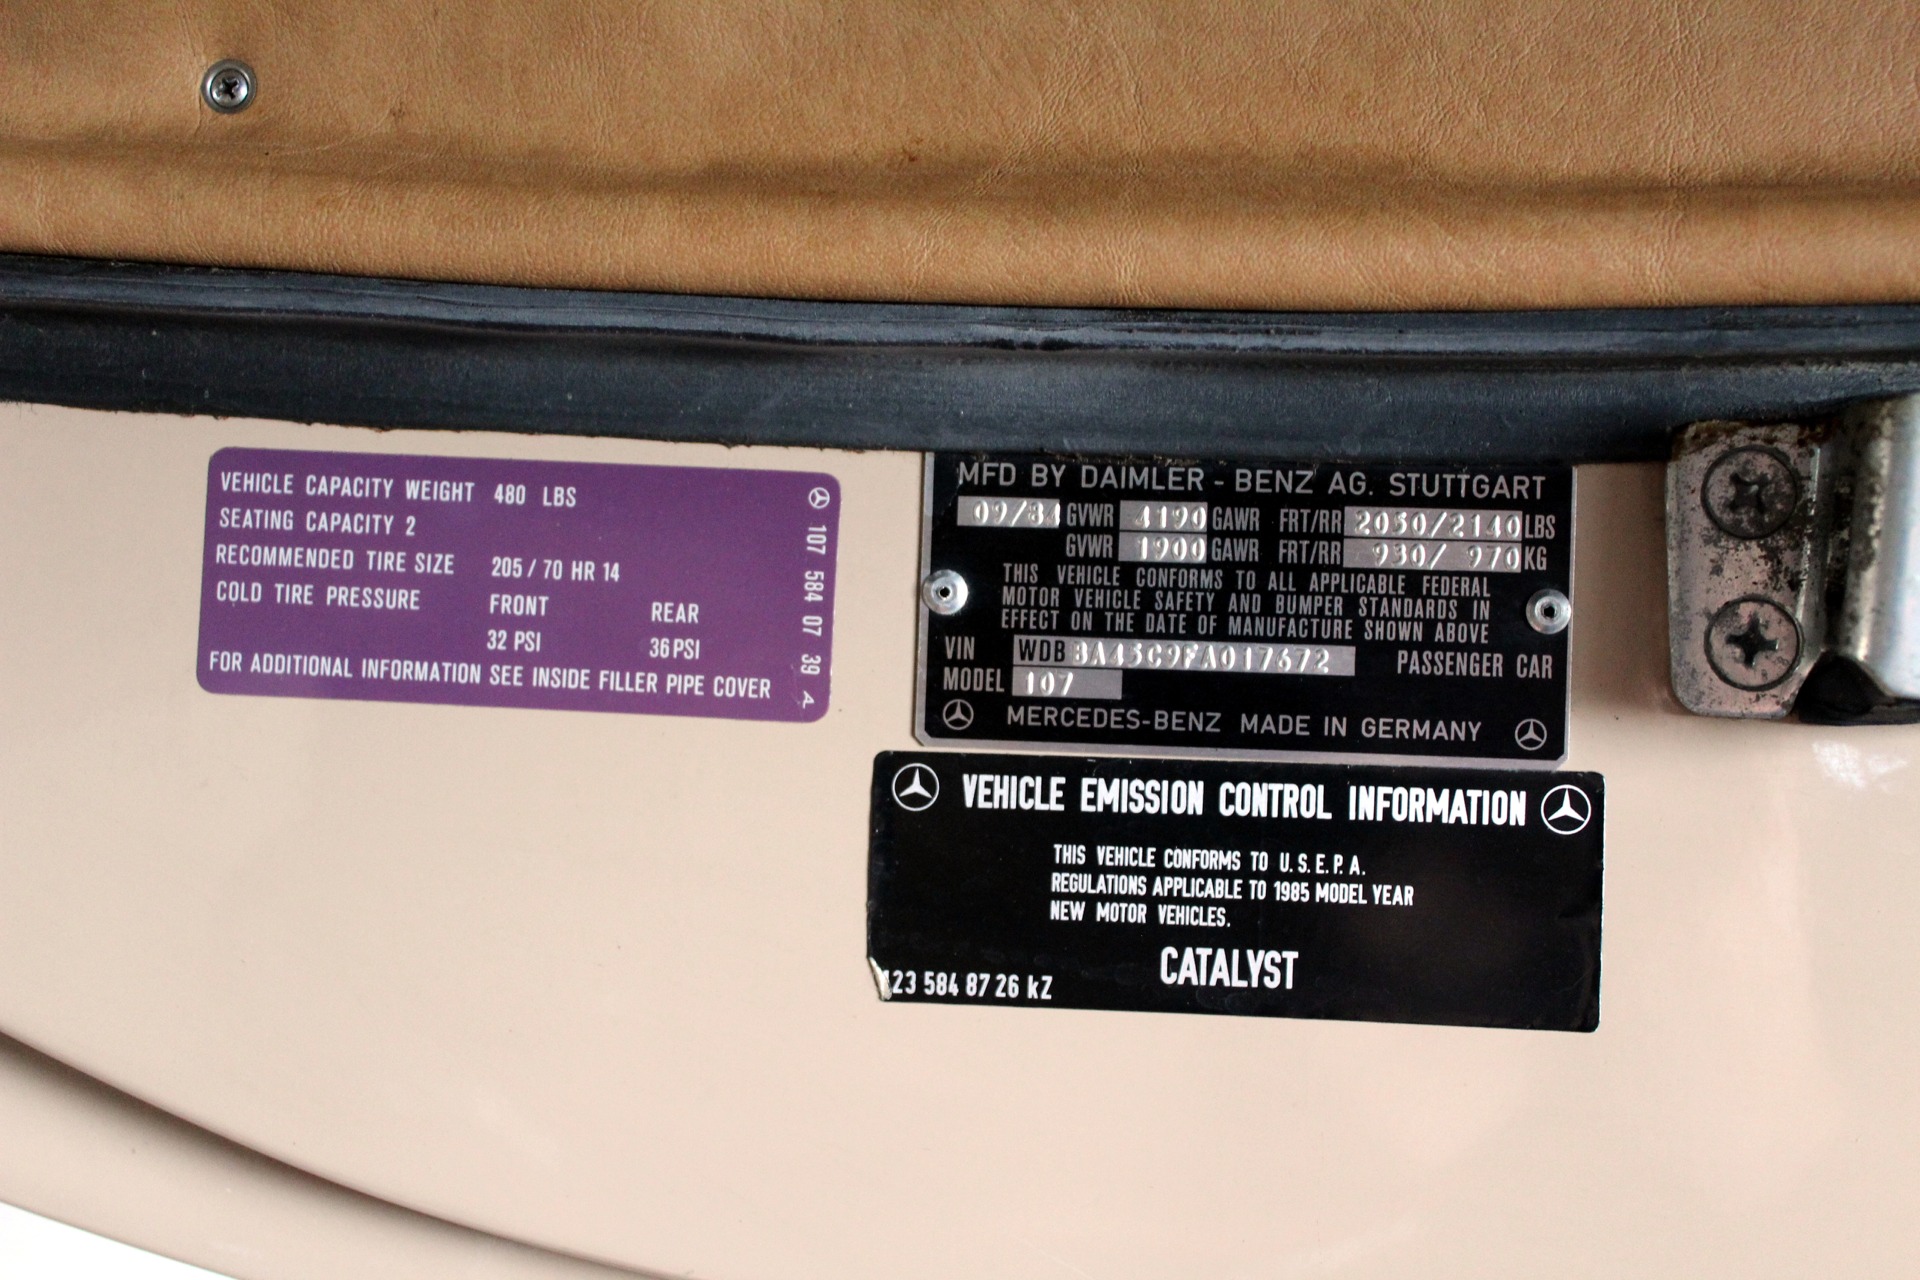 VEHICLE CAPACITY WEIGHT 480 LBS
SEATING CAPACITY 2
RECOMMENDED TIRE SIZE 205/70 HR 14
COLD TIRE PRESSURE FRONT REAR
32 PSI 36 PSI
FOR ADDITIONAL INFORMATION SEE INSIDE FILLER PIPE COVER
107 584 07 39 A
MFD BY DAIMLER-BENZ AG. STUTTGART
09/84 GVWR 4190 GAWR FRT/RR 2050/2140 LBS
GVWR 1900 GAWR FRT/RR 930/ 970 KG
THIS VEHICLE CONFORMS TO ALL APPLICABLE FEDERAL
MOTOR VEHICLE SAFETY AND BUMPER STANDARDS IN
EFFECT ON THE DATE OF MANUFACTURE SHOWN ABOVE
VIN WDBBA45C9FA017672 PASSENGER CAR
MODEL 107
MERCEDES-BENZ MADE IN GERMANY
VEHICLE EMISSION CONTROL INFORMATION
THIS VEHICLE CONFORMS TO U.S.E.P.A.
REGULATIONS APPLICABLE TO 1985 MODEL YEAR
NEW MOTOR VEHICLES.
CATALYST
123 584 87 26 kZ